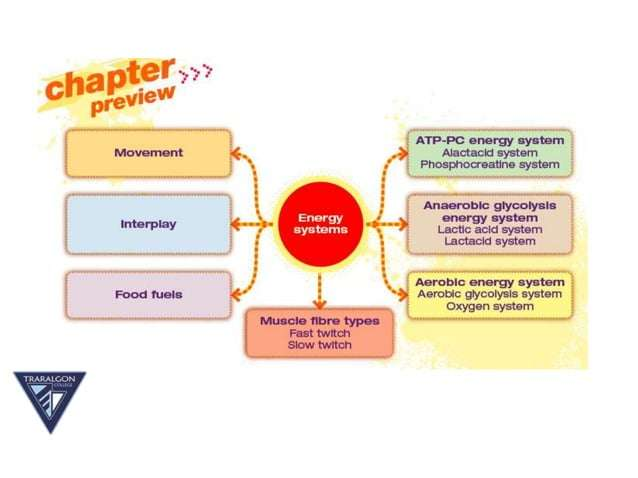 chapter
preview
Movement
Interplay
Food fuels
Energy
systems
ATP-PC energy system
Alactacid system
Phosphocreatine system
Anaerobic glycolysis
energy system
Lactic acid system
Lactacid system
Aerobic energy system
Aerobic glycolysis system
Oxygen system
Muscle fibre types
Fast twitch
Slow twitch
TRARALGON
COLLEGE